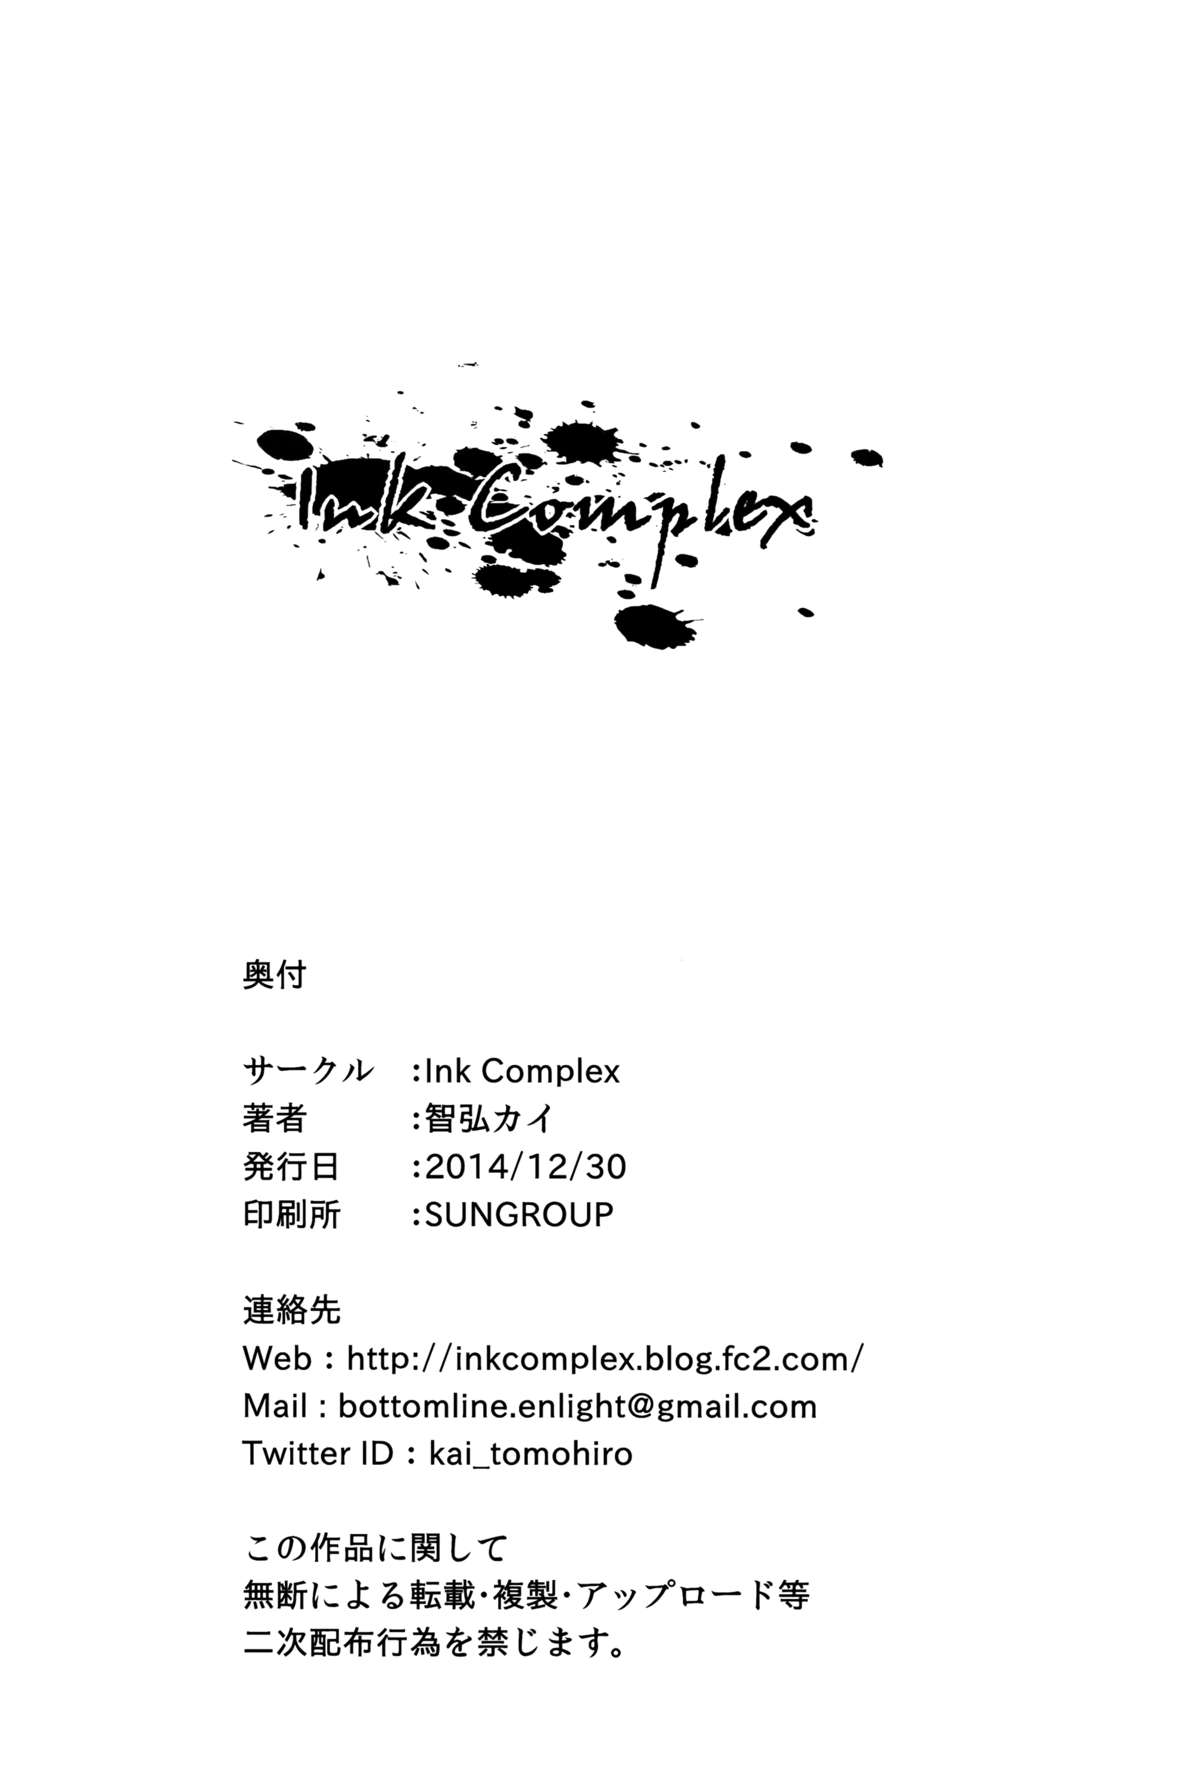 Ink Complex
奥付
サークル :Ink Complex
著者 :智弘カイ
発行日 :2014/12/30
印刷所 :SUNGROUP
連絡先
Web : http://inkcomplex.blog.fc2.com/
Mail : bottomline.enlight@gmail.com
Twitter ID : kai_tomohiro
この作品に関して
無断による転載・複製・アップロード等
二次配布行為を禁じます。